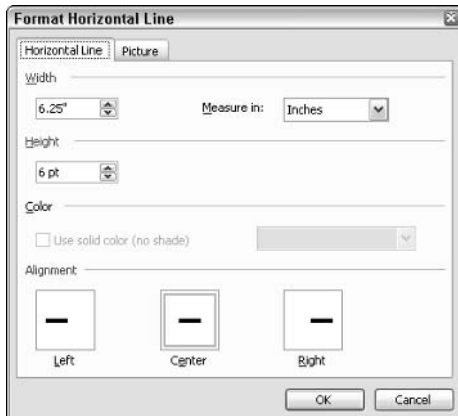 Format Horizontal Line
Horizontal Line Picture
Width
6.25" Measure in: Inches
Height
6 pt
Color
Use solid color (no shade)
Alignment
Left Center Right
OK Cancel